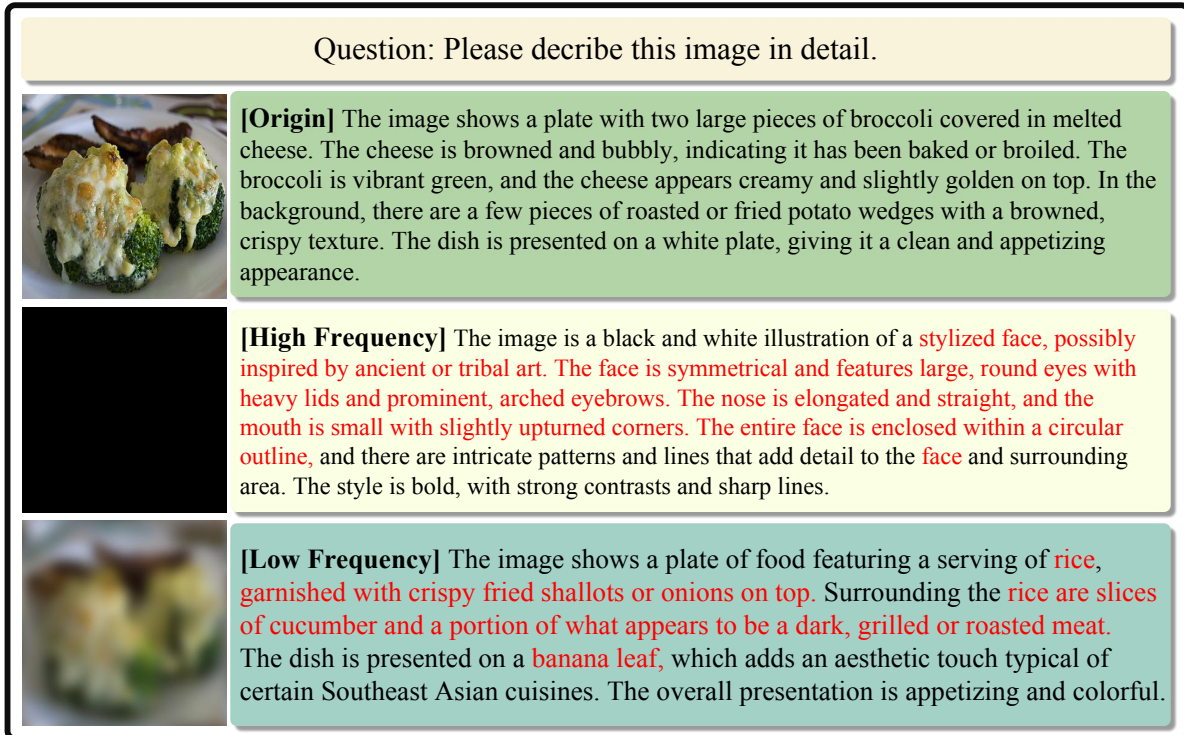 Question: Please decribe this image in detail.
[Origin] The image shows a plate with two large pieces of broccoli covered in melted
cheese. The cheese is browned and bubbly, indicating it has been baked or broiled. The
broccoli is vibrant green, and the cheese appears creamy and slightly golden on top. In the
background, there are a few pieces of roasted or fried potato wedges with a browned,
crispy texture. The dish is presented on a white plate, giving it a clean and appetizing
appearance.
[High Frequency] The image is a black and white illustration of a stylized face, possibly
inspired by ancient or tribal art. The face is symmetrical and features large, round eyes with
heavy lids and prominent, arched eyebrows. The nose is elongated and straight, and the
mouth is small with slightly upturned corners. The entire face is enclosed within a circular
outline, and there are intricate patterns and lines that add detail to the face and surrounding
area. The style is bold, with strong contrasts and sharp lines.
[Low Frequency] The image shows a plate of food featuring a serving of rice,
garnished with crispy fried shallots or onions on top. Surrounding the rice are slices
of cucumber and a portion of what appears to be a dark, grilled or roasted meat.
The dish is presented on a banana leaf, which adds an aesthetic touch typical of
certain Southeast Asian cuisines. The overall presentation is appetizing and colorful.